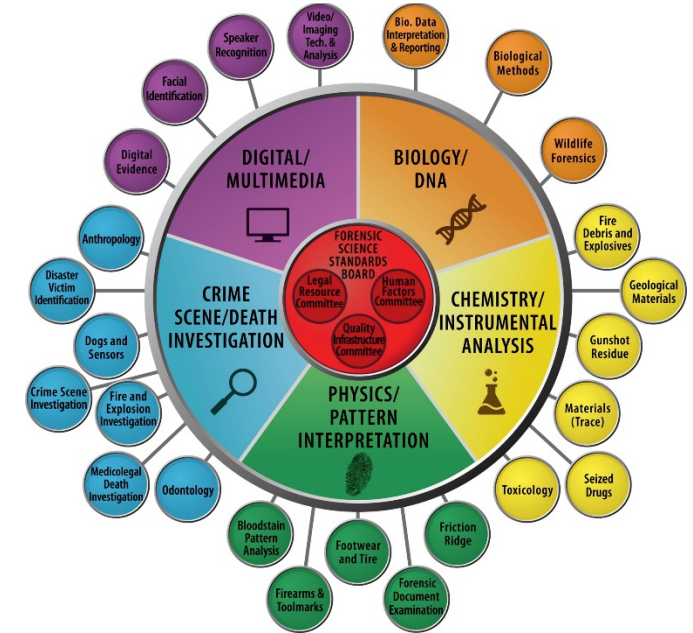 Video/
Imaging
Tech. &
Analysis
Bio. Data
Interpretation
& Reporting
Speaker
Recognition
Biological
Methods
Facial
Identification
Wildlife
Forensics
Digital
Evidence
DIGITAL/
MULTIMEDIA
BIOLOGY/
DNA
Anthropology
Fire
Debris and
Explosives
Disaster
Victim
Identification
Geological
Materials
FORENSIC
SCIENCE
STANDARDS
BOARD
Legal
Resource
Committee
Human
Factors
Committee
Quality
Infrastructure
Committee
CRIME
SCENE/DEATH
INVESTIGATION
CHEMISTRY/
INSTRUMENTAL
ANALYSIS
Dogs and
Sensors
Gunshot
Residue
Crime Scene
Investigation
Fire and
Explosion
Investigation
Materials
(Trace)
PHYSICS/
PATTERN
INTERPRETATION
Medicolegal
Death
Investigation
Odontology
Toxicology
Seized
Drugs
Bloodstain
Pattern
Analysis
Footwear
and Tire
Friction
Ridge
Firearms &
Toolmarks
Forensic
Document
Examination